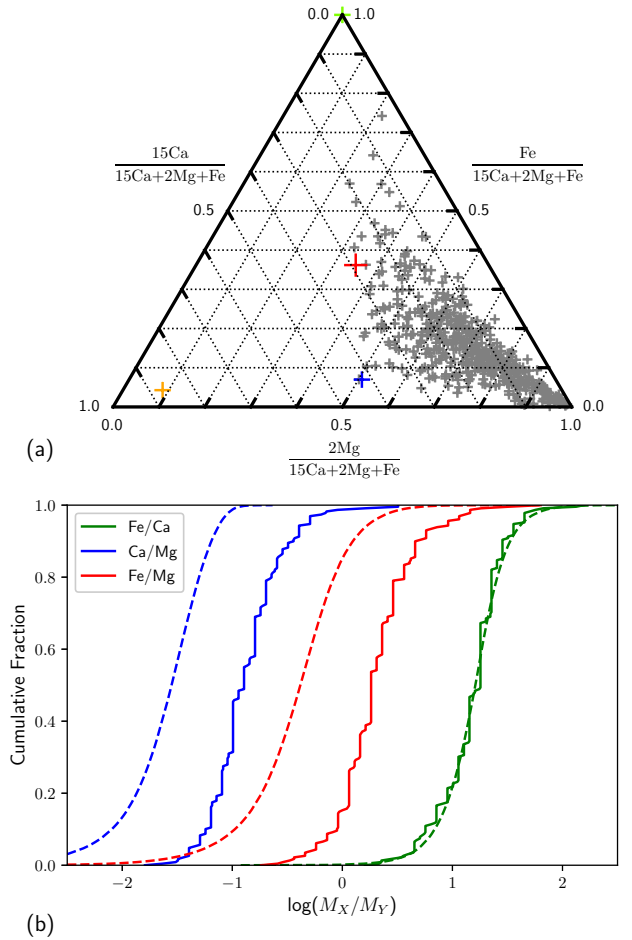 0.0 1.0
15Ca
15Ca+2Mg+Fe
Fe
15Ca+2Mg+Fe
0.5 0.5
1.0 0.0
0.0 0.5 1.0
(a)
2Mg
15Ca+2Mg+Fe
1.0
Fe/Ca
Ca/Mg
Fe/Mg
0.8
0.6
0.4
0.2
0.0
Cumulative Fraction
−2 −1 0 1 2
log(M_X/M_Y)
(b)